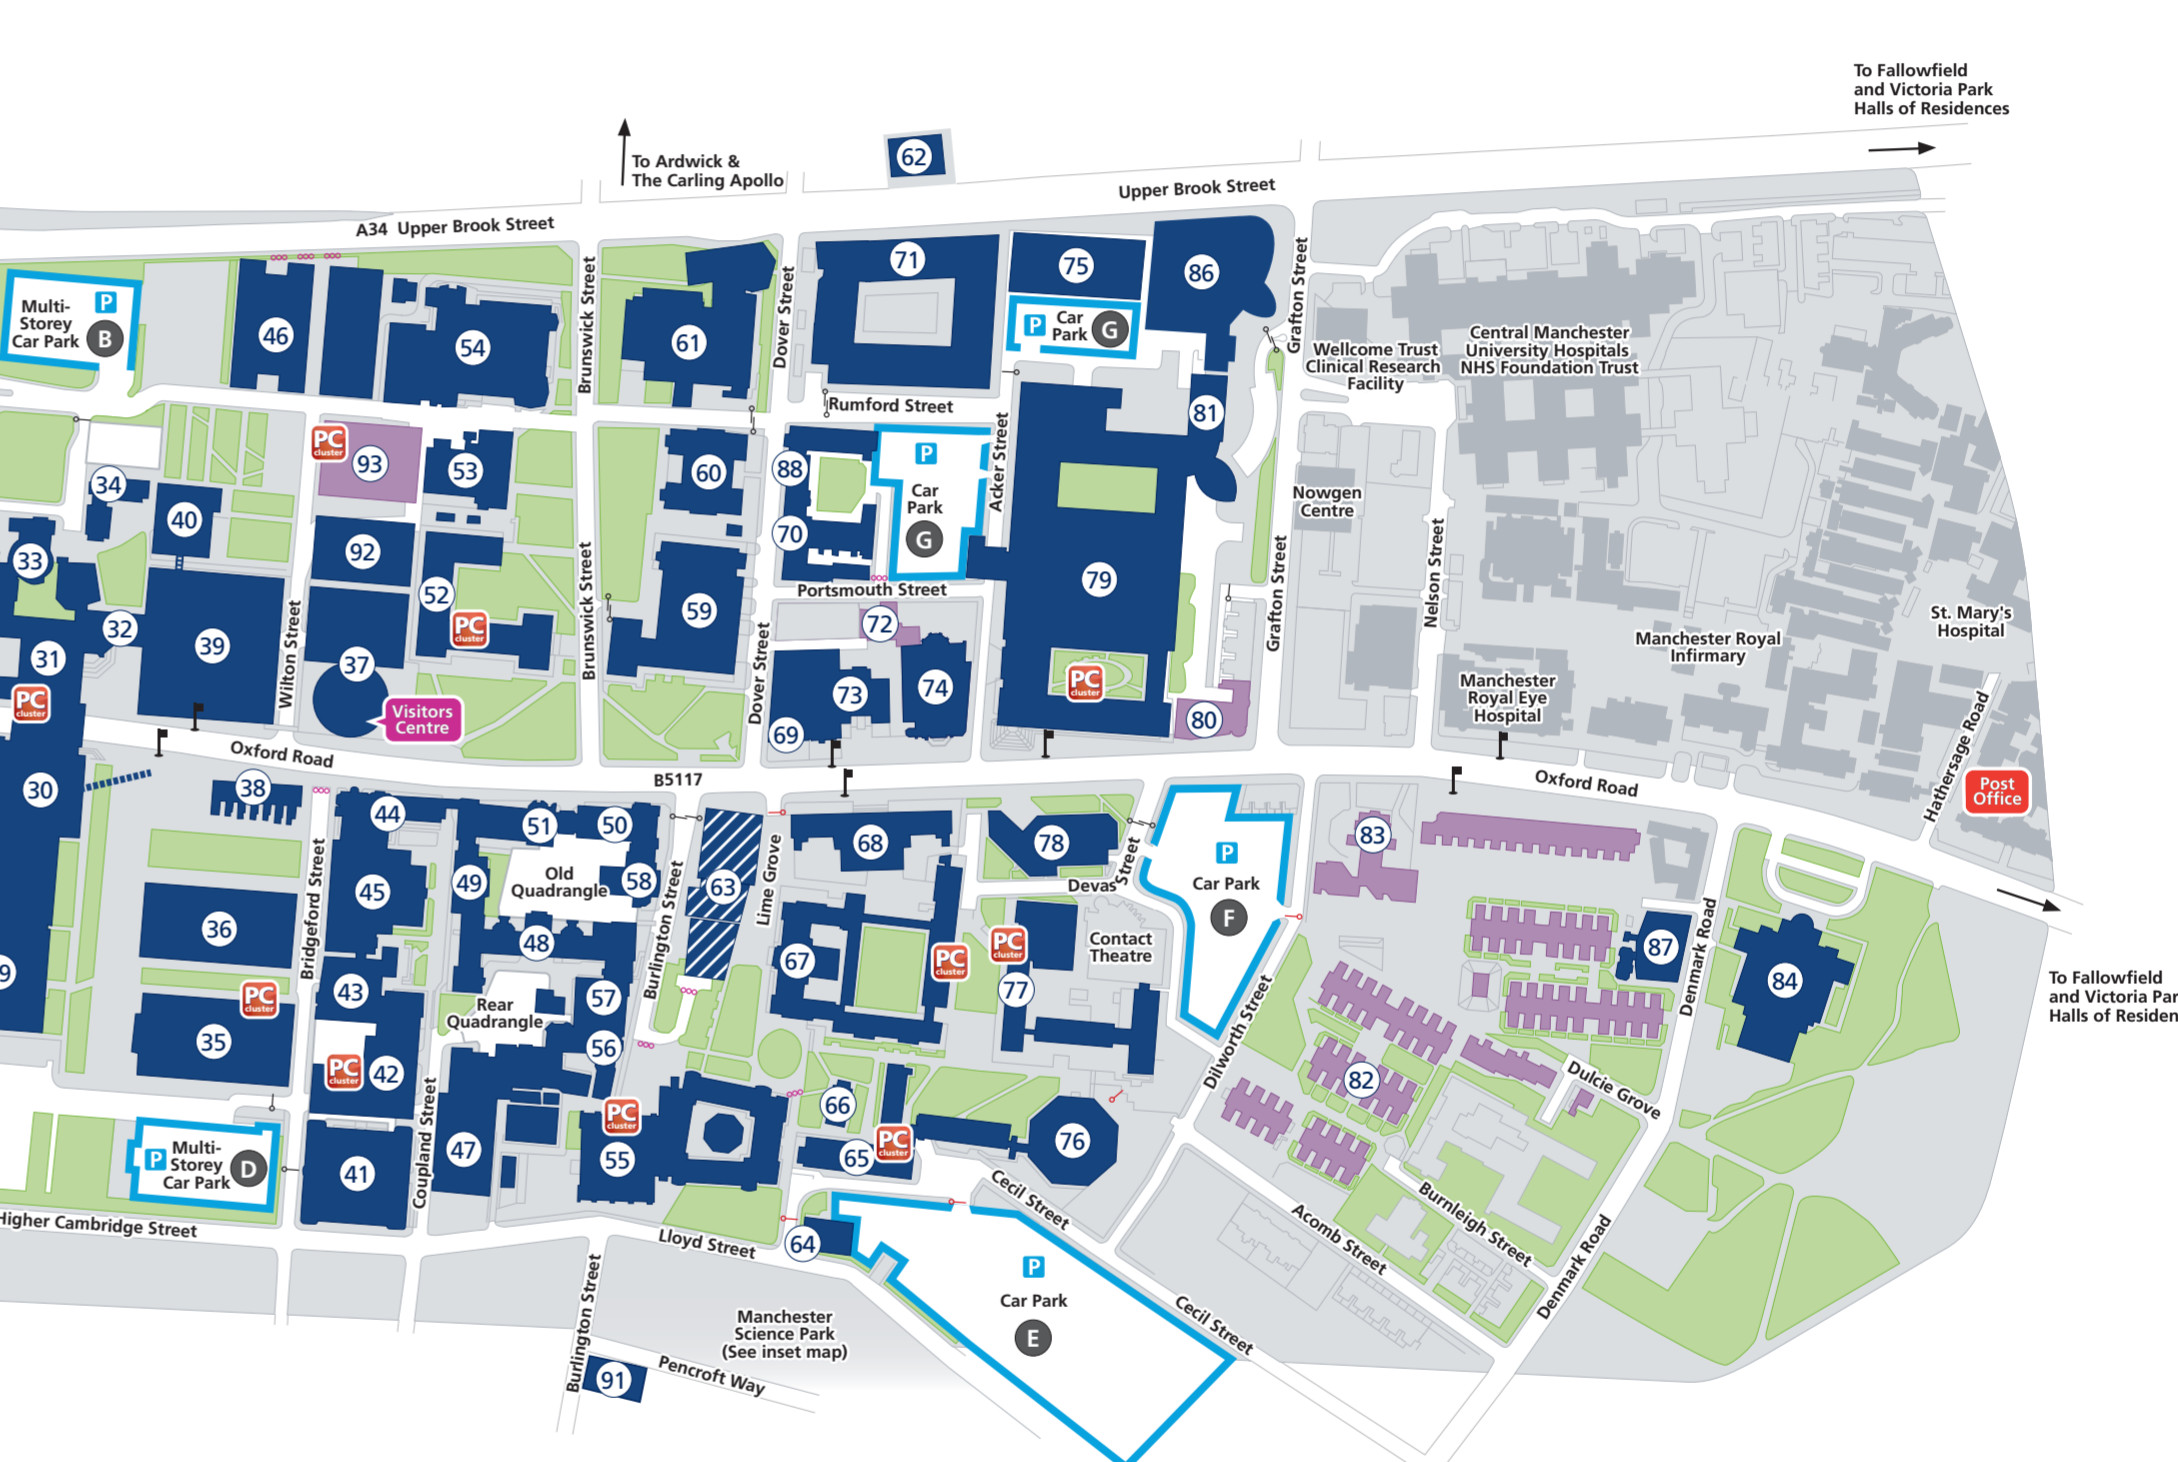 To Fallowfield
and Victoria Park
Halls of Residences
To Ardwick &
The Carling Apollo
62
Upper Brook Street
A34 Upper Brook Street
Multi-
Storey
Car Park
P
B
46
54
Brunswick Street
61
Dover Street
71
75
P
Car
Park
G
86
Grafton Street
Wellcome Trust
Clinical Research
Facility
Central Manchester
University Hospitals
NHS Foundation Trust
Rumford Street
81
PC
cluster
93
53
60
88
P
Car
Park
G
Acker Street
34
40
33
92
52
PC
cluster
Brunswick Street
59
70
Portsmouth Street
79
Nowgen
Centre
Grafton Street
Nelson Street
St. Mary's
Hospital
Manchester Royal
Infirmary
Manchester
Royal Eye
Hospital
32
31
PC
cluster
39
Wilton Street
37
Visitors
Centre
Dover Street
72
73
74
69
PC
cluster
80
Hathersage Road
Post
Office
Oxford Road
B5117
Oxford Road
30
38
44
51
50
Old
Quadrangle
49
58
48
63
Lime Grove
68
78
Devas Street
P
Car Park
F
83
45
36
Bridgeford Street
Burlington Street
67
PC
cluster
PC
cluster
77
Contact
Theatre
87
Denmark Road
84
To Fallowfield
and Victoria Par
Halls of Residen
9
PC
cluster
43
35
PC
cluster
42
Rear
Quadrangle
57
56
Dilworth Street
82
Dulcie Grove
P
Multi-
Storey
Car Park
D
41
Coupland Street
47
PC
cluster
55
66
65
PC
cluster
76
Cecil Street
Acomb Street
Burnleigh Street
Denmark Road
Higher Cambridge Street
Lloyd Street
64
P
Car Park
E
Cecil Street
Burlington Street
Manchester
Science Park
(See inset map)
91
Pencroft Way